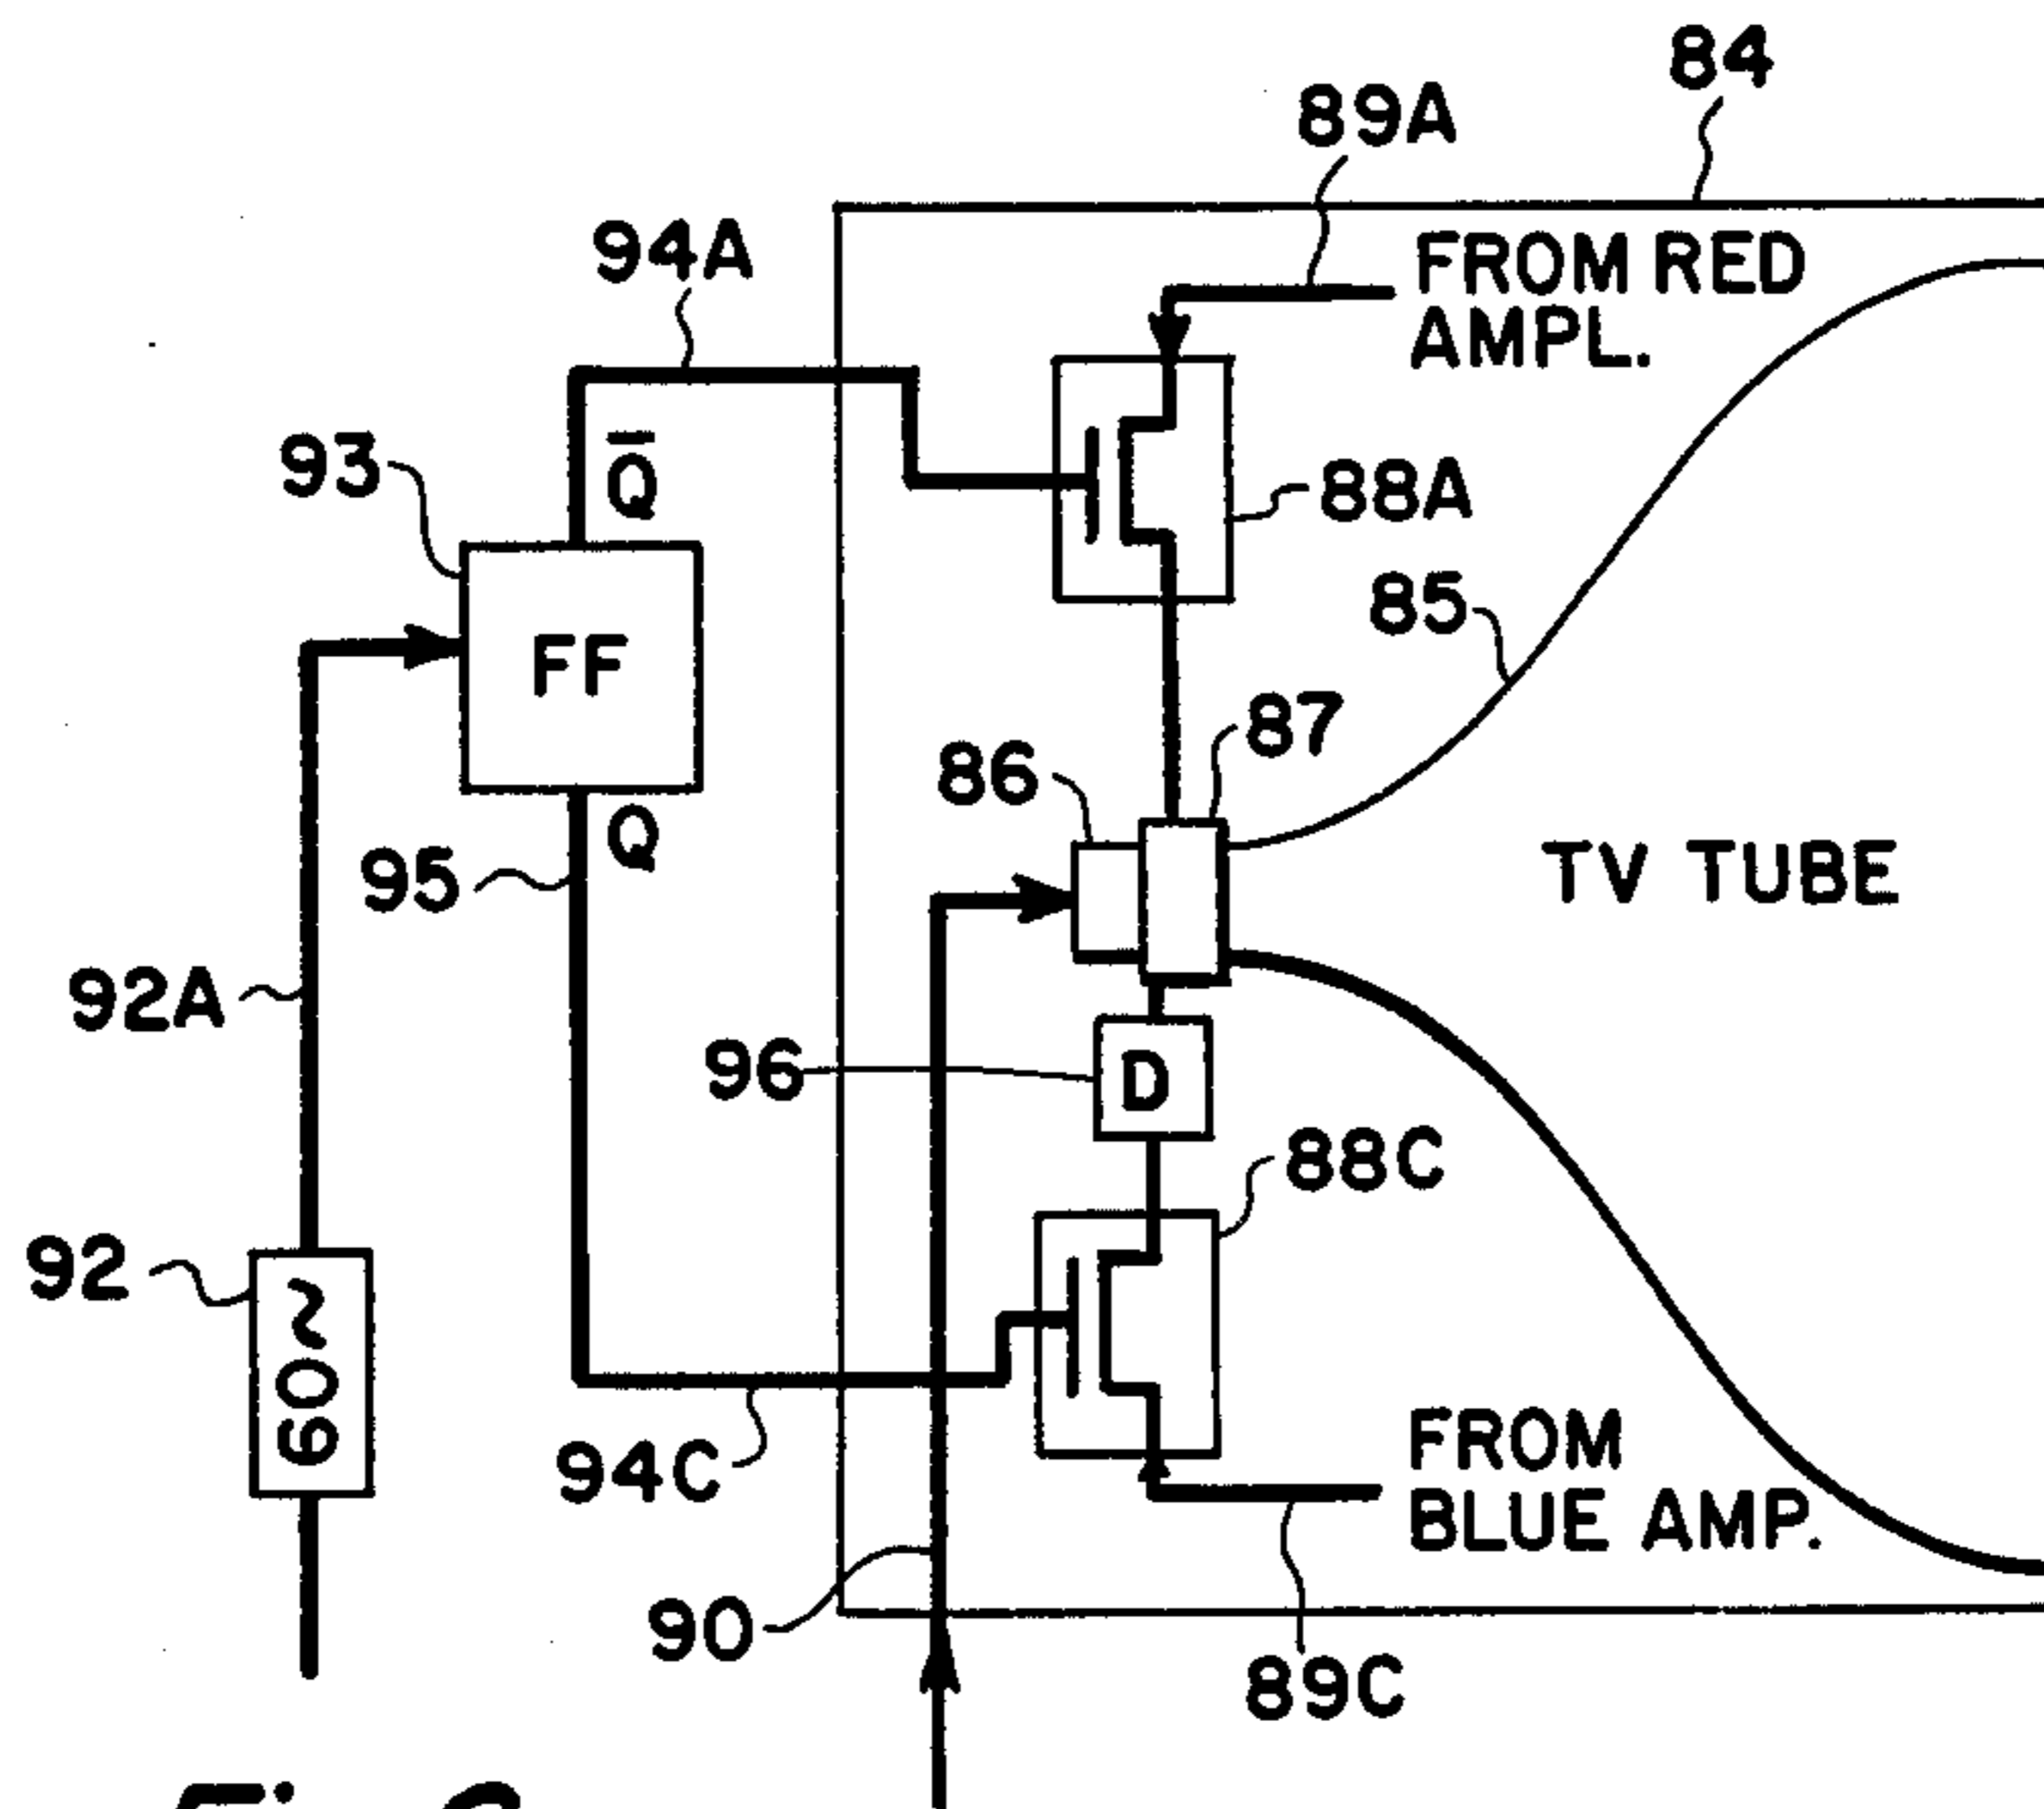 84
89A
94A
FROM RED
AMPL.
93
Q̅
88A
85
FF
87
86
Q
95
TV TUBE
92A
96
D
88C
92
60~
94C
FROM
BLUE AMP.
90
89C